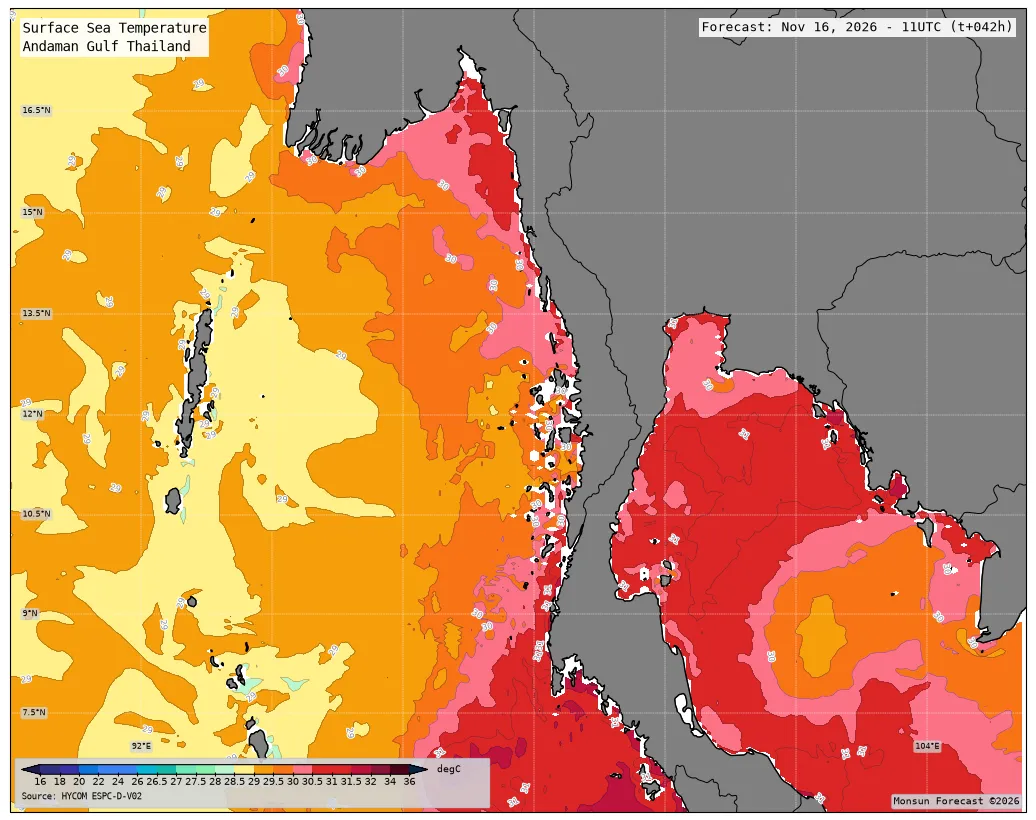 Surface Sea Temperature
Andaman Gulf Thailand
Forecast: Nov 16, 2026 - 11UTC (t+042h)
16.5°N
15°N
13.5°N
12°N
10.5°N
9°N
7.5°N
92°E
104°E
degC
16 18 20 22 24 26 26.5 27 27.5 28 28.5 29 29.5 30 30.5 31 31.5 32 34 36
Source: HYCOM ESPC-D-V02
Monsun Forecast ©2026